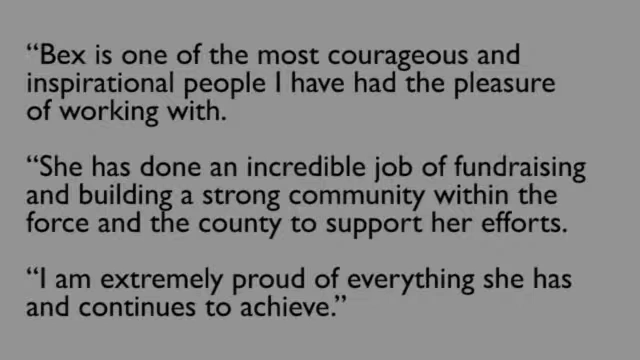 “Bex is one of the most courageous and
inspirational people I have had the pleasure
of working with.
“She has done an incredible job of fundraising
and building a strong community within the
force and the county to support her efforts.
“I am extremely proud of everything she has
and continues to achieve.”